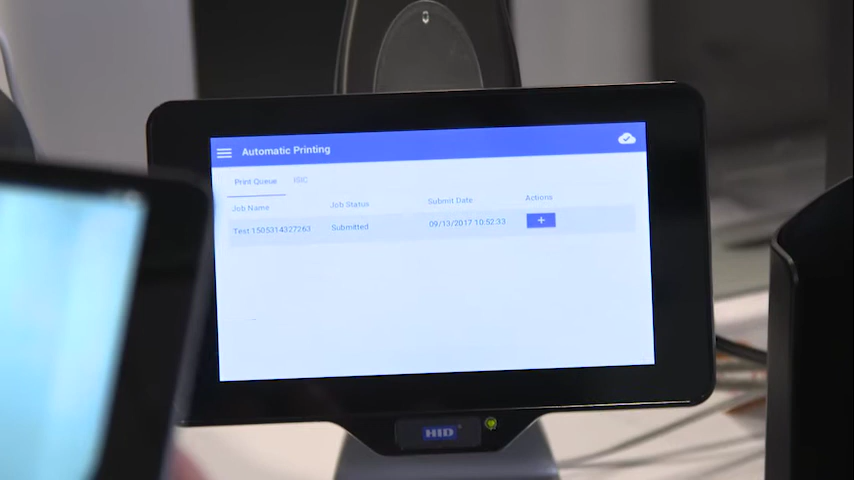 Automatic Printing
Print Queue ISIC
Job Name Job Status Submit Date Actions
Test 1505314327263 Submitted 09/13/2017 10:52:33 +
HID